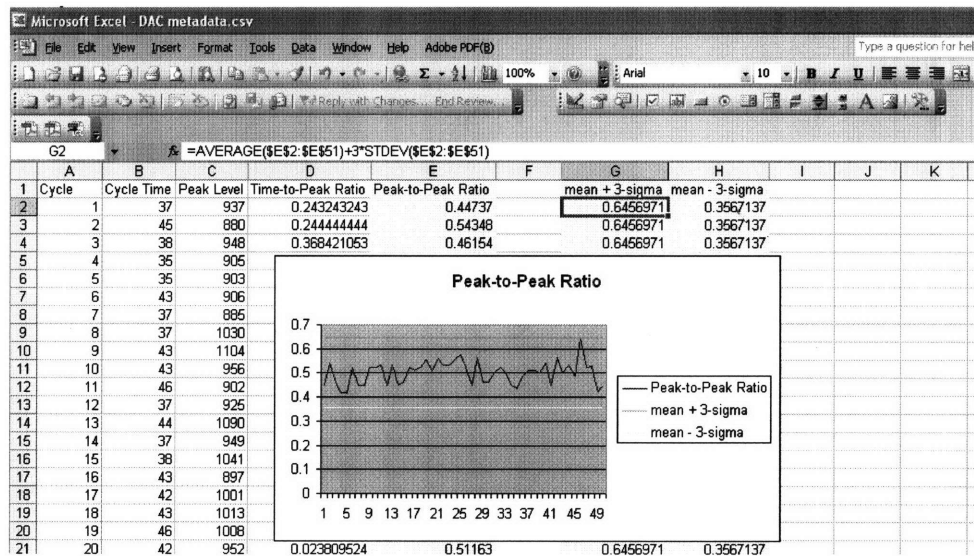 Microsoft Excel - DAC metadata.csv
File Edit View Insert Format Tools Data Window Help Adobe PDF(B) Type a question for hel
100% Arial 10 B I U
Reply with Changes... End Review...
G2 fx =AVERAGE($E$2:$E$51)+3*STDEV($E$2:$E$51)
A B C D E F G H I J K
1 Cycle Cycle Time Peak Level Time-to-Peak Ratio Peak-to-Peak Ratio mean + 3-sigma mean - 3-sigma
2 1 37 937 0.243243243 0.44737 0.6456971 0.3567137
3 2 45 880 0.244444444 0.54348 0.6456971 0.3567137
4 3 38 948 0.368421053 0.46154 0.6456971 0.3567137
5 4 35 905
6 5 35 903
7 6 43 906
8 7 37 885
9 8 37 1030
10 9 43 1104
11 10 43 956
12 11 46 902
13 12 37 925
14 13 44 1090
15 14 37 949
16 15 38 1041
17 16 43 897
18 17 42 1001
19 18 43 1013
20 19 46 1008
21 20 42 952 0.023809524 0.51163 0.6456971 0.3567137
Peak-to-Peak Ratio
0.7
0.6
0.5
0.4
0.3
0.2
0.1
0
1 5 9 13 17 21 25 29 33 37 41 45 49
Peak-to-Peak Ratio
mean + 3-sigma
mean - 3-sigma